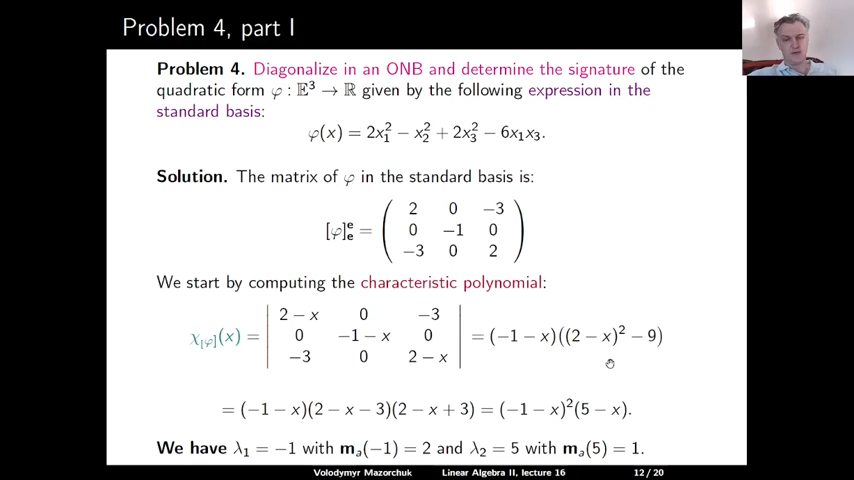 Problem 4, part I
Problem 4. Diagonalize in an ONB and determine the signature of the
quadratic form φ : 𝔼³ → ℝ given by the following expression in the
standard basis:
φ(x) = 2x₁² − x₂² + 2x₃² − 6x₁x₃.
Solution. The matrix of φ in the standard basis is:
[φ]ₑᵉ = ( 2 0 −3
0 −1 0
−3 0 2 )
We start by computing the characteristic polynomial:
χ[φ](x) = | 2 − x 0 −3
0 −1 − x 0
−3 0 2 − x | = (−1 − x)((2 − x)² − 9)
= (−1 − x)(2 − x − 3)(2 − x + 3) = (−1 − x)²(5 − x).
We have λ₁ = −1 with mₐ(−1) = 2 and λ₂ = 5 with mₐ(5) = 1.
Volodymyr Mazorchuk Linear Algebra II, lecture 16 12 / 20